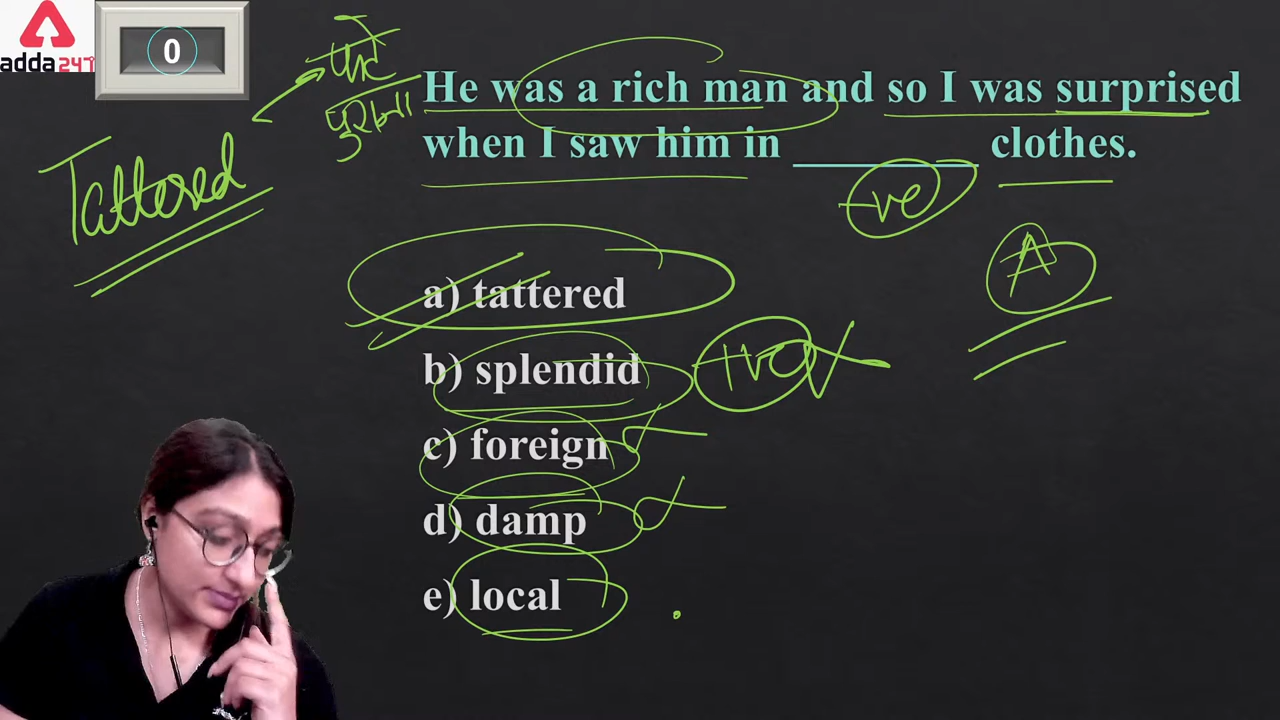 adda247
0
He was a rich man and so I was surprised
when I saw him in ________ clothes.
Tattered
-ve
A
a) tattered
b) splendid +ve
c) foreign
d) damp
e) local